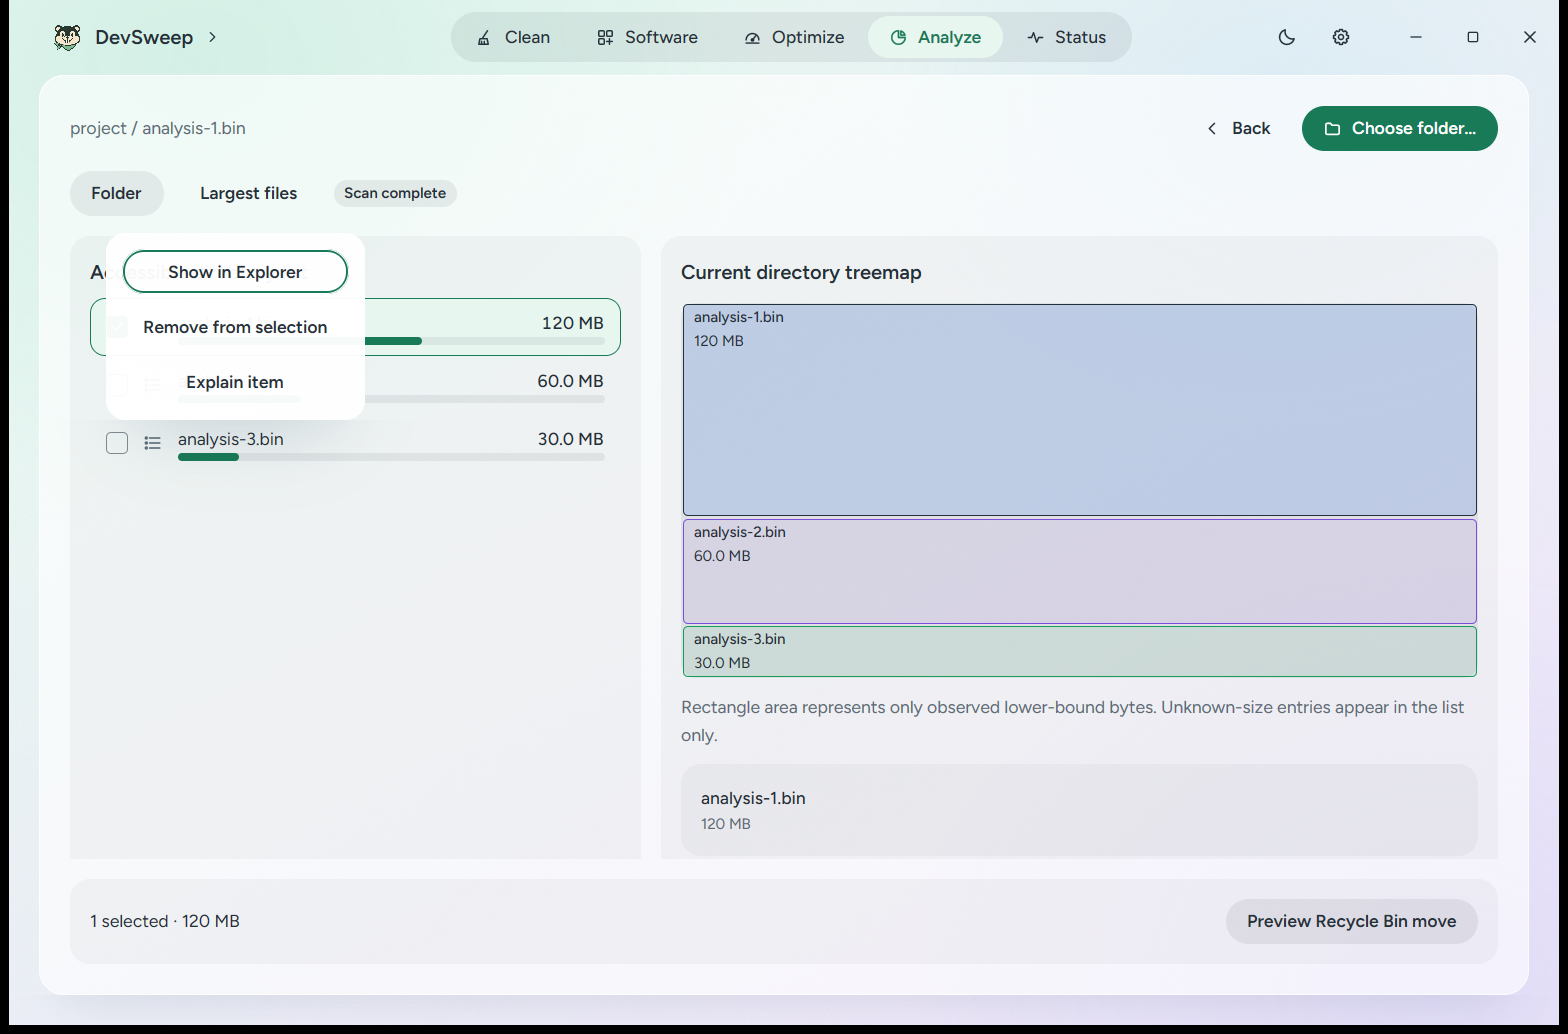 DevSweep
Clean
Software
Optimize
Analyze
Status
project / analysis-1.bin
Back
Choose folder...
Folder
Largest files
Scan complete
Show in Explorer
Remove from selection
Explain item
120 MB
60.0 MB
analysis-3.bin
30.0 MB
Current directory treemap
analysis-1.bin
120 MB
analysis-2.bin
60.0 MB
analysis-3.bin
30.0 MB
Rectangle area represents only observed lower-bound bytes. Unknown-size entries appear in the list
only.
analysis-1.bin
120 MB
1 selected · 120 MB
Preview Recycle Bin move